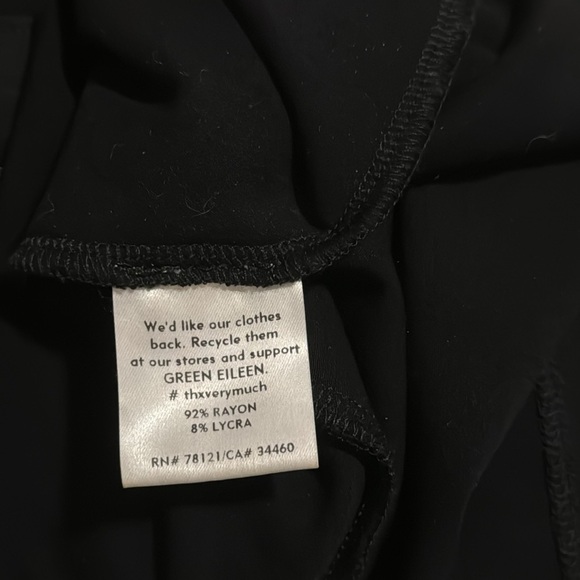 We'd like our clothes
back. Recycle them
at our stores and support
GREEN EILEEN.
# thxverymuch
92% RAYON
8% LYCRA
RN# 78121/CA# 34460